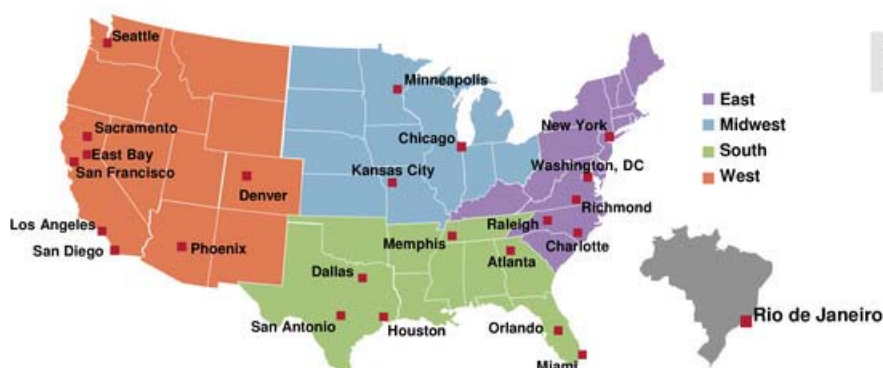 Seattle
Minneapolis
East
Midwest
South
West
New York
Sacramento
Chicago
East Bay
San Francisco
Washington, DC
Kansas City
Denver
Richmond
Los Angeles
Raleigh
San Diego
Phoenix
Memphis
Charlotte
Atlanta
Dallas
Rio de Janeiro
San Antonio
Houston
Orlando
Miami